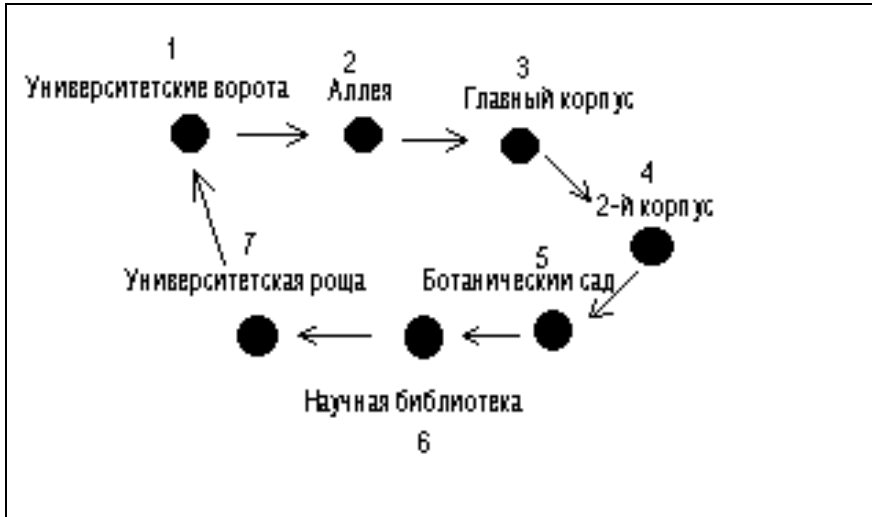 1
Университетские ворота
2
Аллея
3
Главный корпус
4
2-й корпус
5
Ботанический сад
6
Научная библиотека
7
Университетская роща